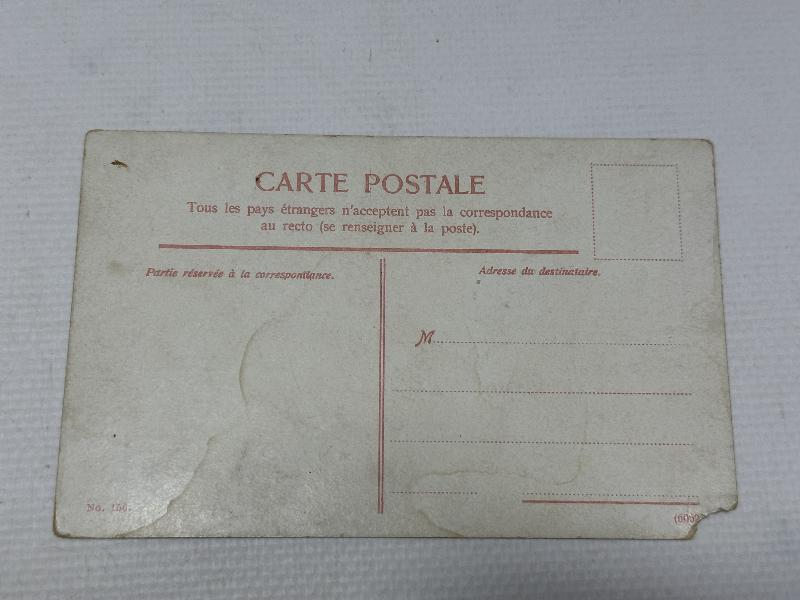 CARTE POSTALE
Tous les pays étrangers n'acceptent pas la correspondance
au recto (se renseigner à la poste).
Partie réservée à la correspondance.
Adresse du destinataire.
M
No. 156.